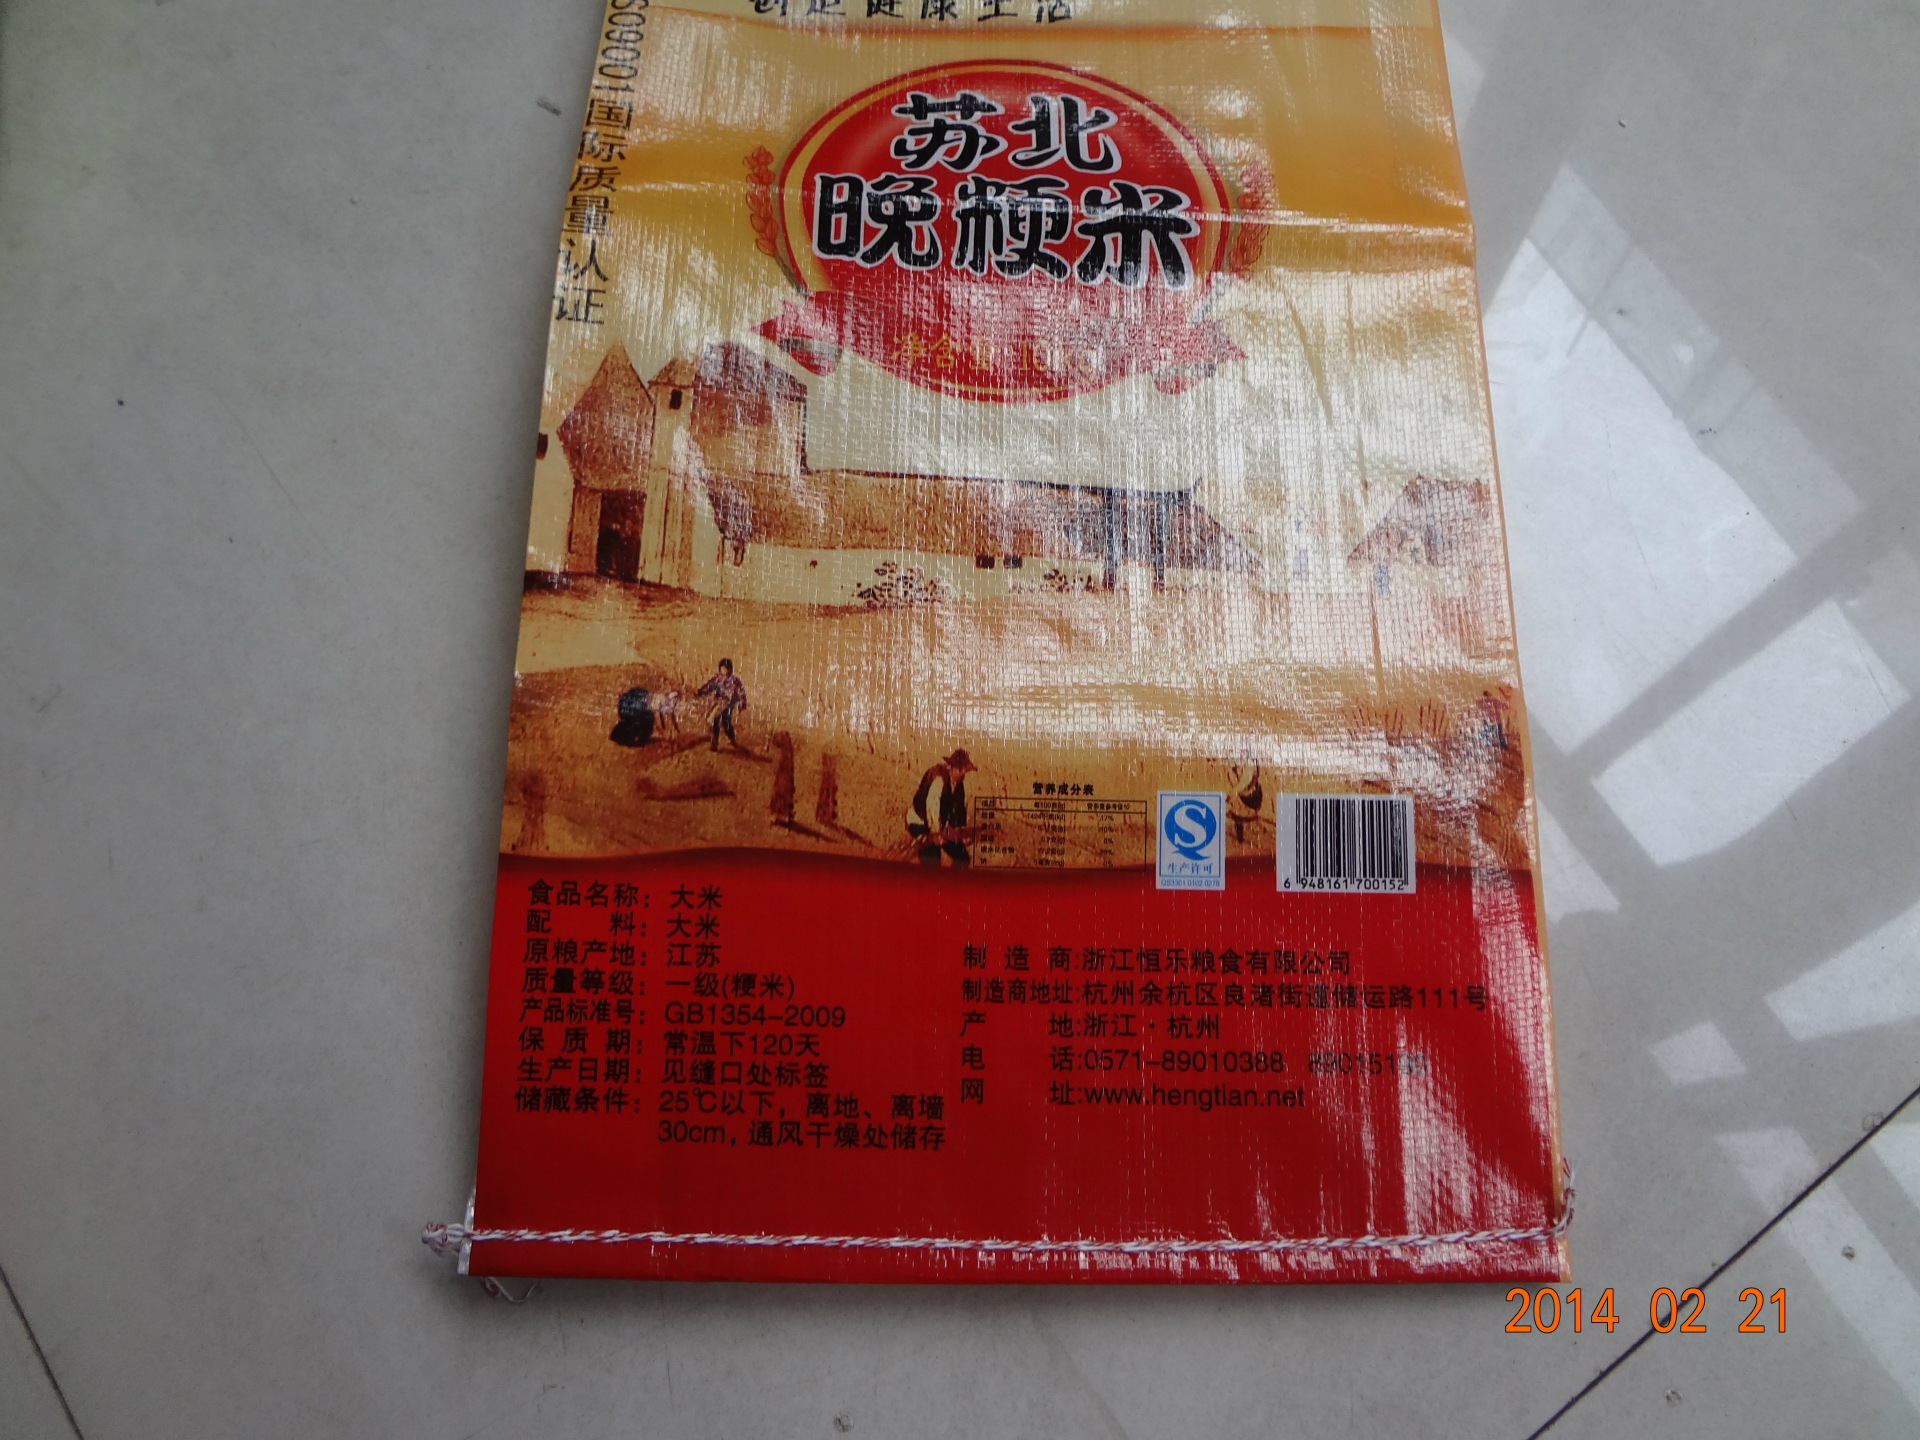 健康生活
SO9001国际质量认证
苏北
晚粳米
净含量
营养成分表
生产许可
6 948161 700152
食品名称：大米
配料：大米
原粮产地：江苏
质量等级：一级(粳米)
产品标准号：GB1354-2009
保质期：常温下120天
生产日期：见缝口处标签
储藏条件：25℃以下，离地、离墙
30cm，通风干燥处储存
制造商:浙江恒乐粮食有限公司
制造商地址:杭州余杭区良渚街道储运路111号
产地:浙江·杭州
电话:0571-89010388
网址:www.hengtian.net
2014 02 21